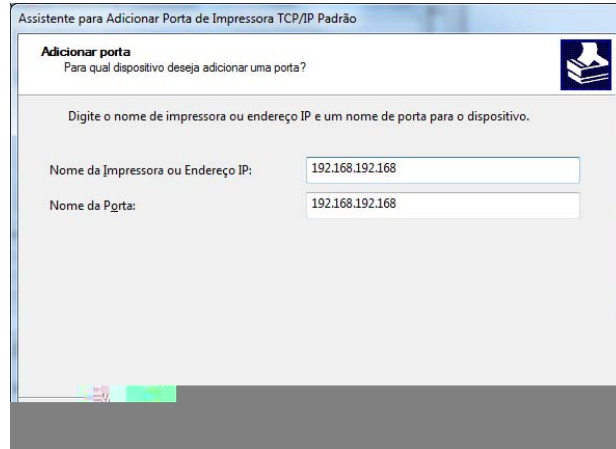 Assistente para Adicionar Porta de Impressora TCP/IP Padrão
Adicionar porta
Para qual dispositivo deseja adicionar uma porta?
Digite o nome de impressora ou endereço IP e um nome de porta para o dispositivo.
Nome da Impressora ou Endereço IP: 192.168.192.168
Nome da Porta: 192.168.192.168